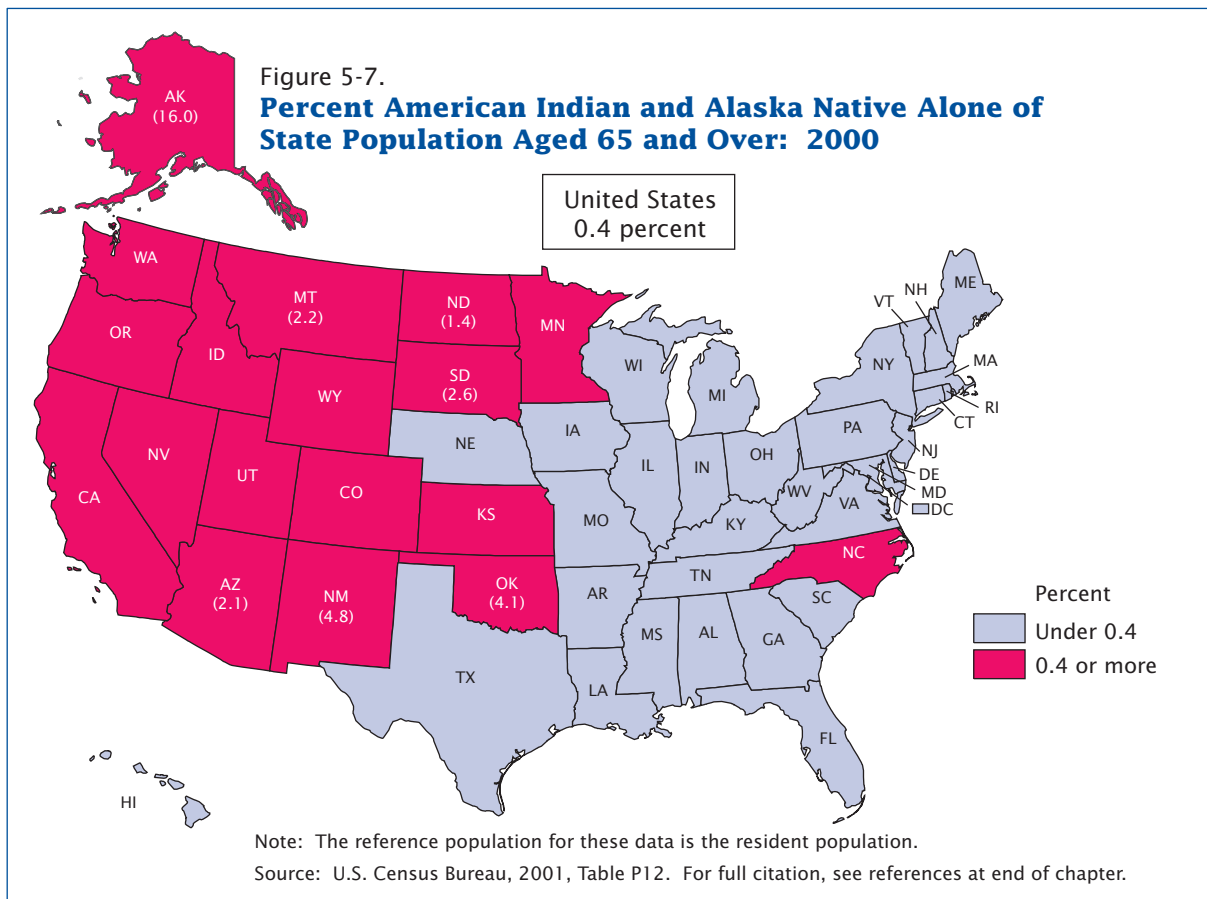 Figure 5-7.
Percent American Indian and Alaska Native Alone of
State Population Aged 65 and Over: 2000
United States
0.4 percent
AK
(16.0)
WA
MT
(2.2)
ND
(1.4)
MN
OR
ID
SD
(2.6)
WY
WI
MI
NY
VT
NH
ME
MA
RI
CT
NV
UT
CO
CA
NE
IA
IL
IN
OH
PA
NJ
DE
MD
DC
KS
MO
KY
WV
VA
AZ
(2.1)
NM
(4.8)
OK
(4.1)
AR
TN
NC
SC
TX
LA
MS
AL
GA
FL
HI
Percent
Under 0.4
0.4 or more
Note: The reference population for these data is the resident population.
Source: U.S. Census Bureau, 2001, Table P12. For full citation, see references at end of chapter.